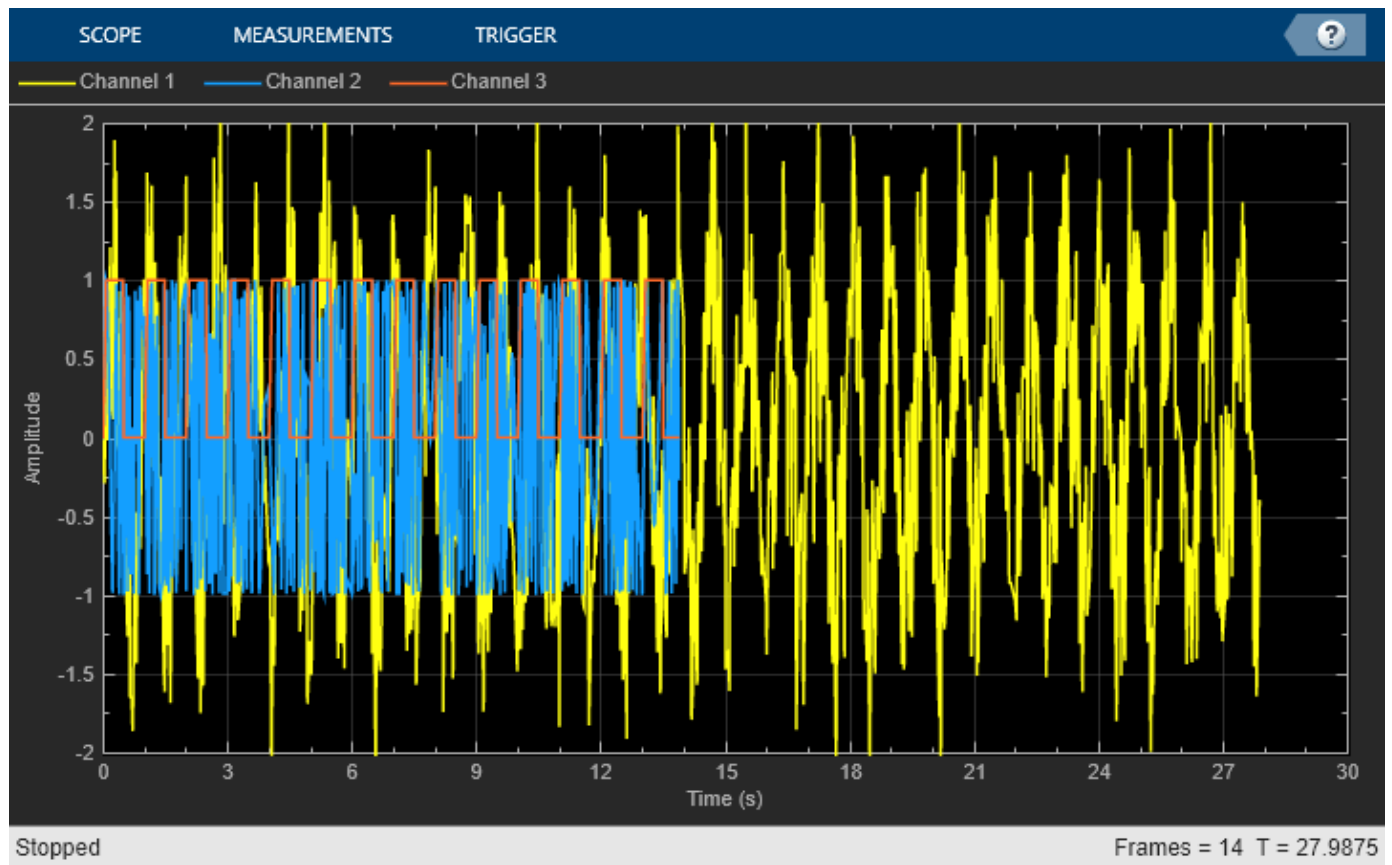 SCOPE MEASUREMENTS TRIGGER ?
Channel 1 Channel 2 Channel 3
2
1.5
1
0.5
0
-0.5
-1
-1.5
-2
Amplitude
0 3 6 9 12 15 18 21 24 27 30
Time (s)
Stopped Frames = 14 T = 27.9875